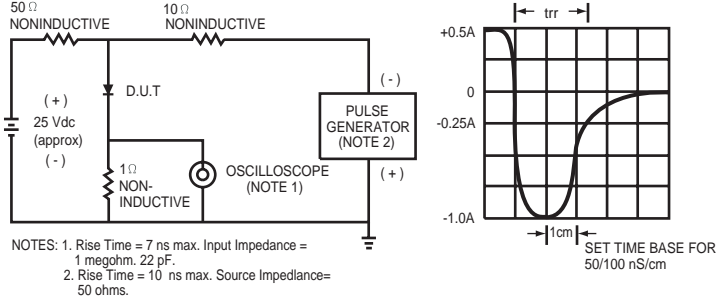 50 Ω
NONINDUCTIVE
10 Ω
NONINDUCTIVE
( + )
25 Vdc
(approx)
( - )
D.U.T
1 Ω
NON-
INDUCTIVE
OSCILLOSCOPE
(NOTE 1)
( - )
PULSE
GENERATOR
(NOTE 2)
( + )
NOTES: 1. Rise Time = 7 ns max. Input Impedance =
1 megohm. 22 pF.
2. Rise Time = 10 ns max. Source Impedlance=
50 ohms.
trr
+0.5A
0
-0.25A
-1.0A
1cm
SET TIME BASE FOR
50/100 nS/cm